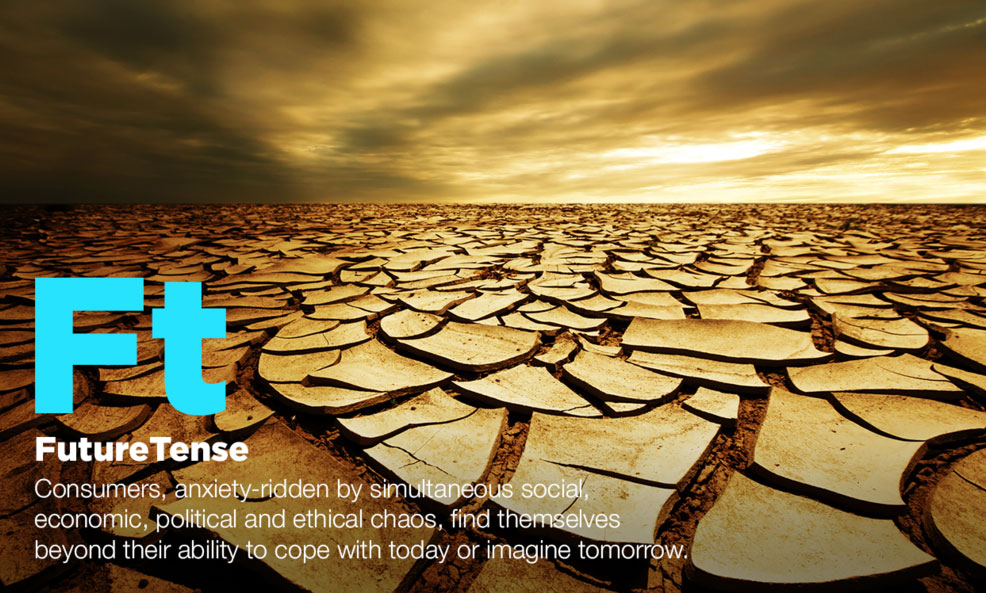 Ft
FutureTense
Consumers, anxiety-ridden by simultaneous social,
economic, political and ethical chaos, find themselves
beyond their ability to cope with today or imagine tomorrow.